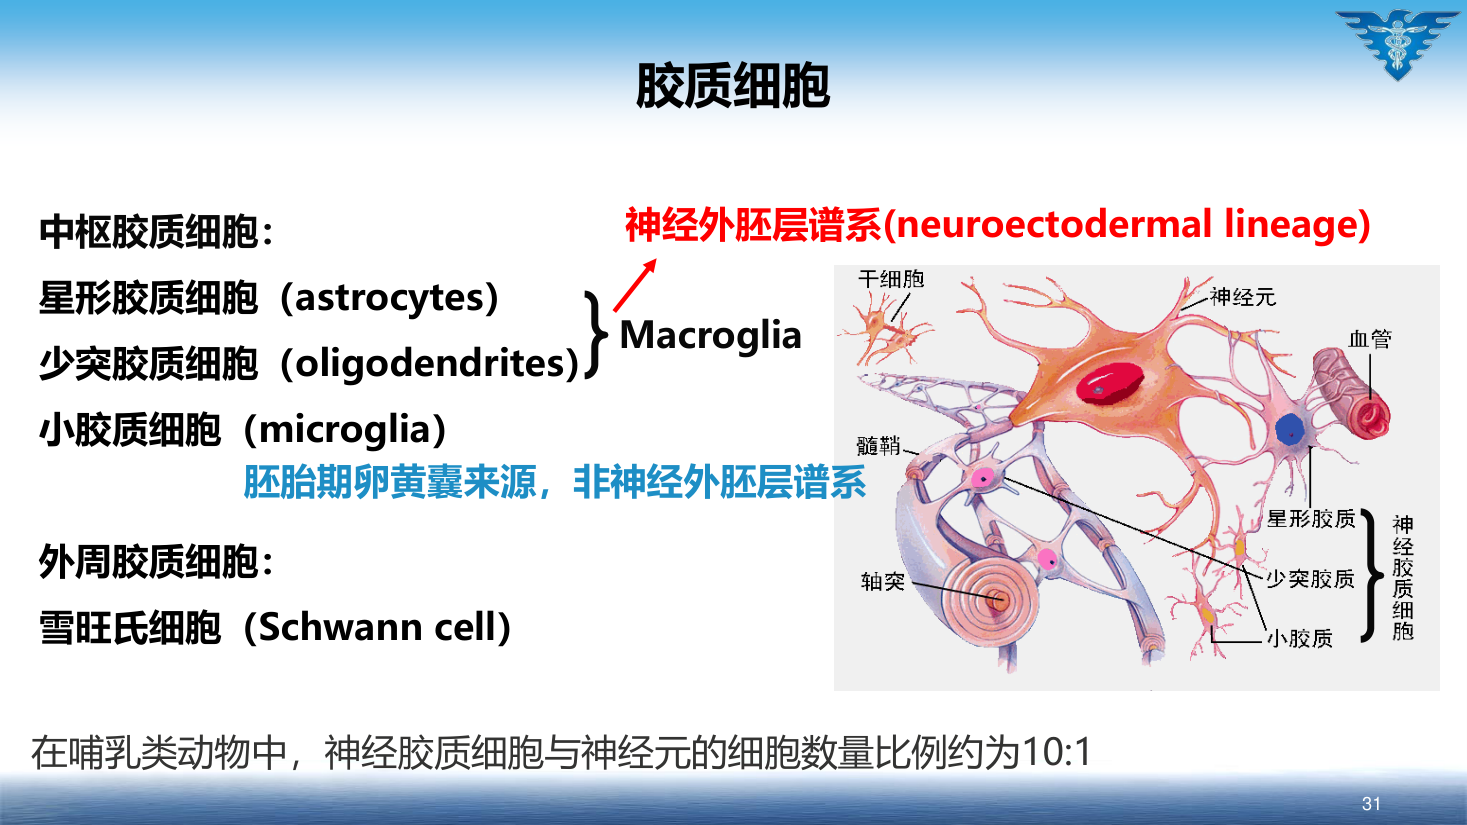 胶质细胞
中枢胶质细胞：
神经外胚层谱系(neuroectodermal lineage)
星形胶质细胞（astrocytes）
少突胶质细胞（oligodendrites）
Macroglia
小胶质细胞（microglia）
胚胎期卵黄囊来源，非神经外胚层谱系
外周胶质细胞：
雪旺氏细胞（Schwann cell）
干细胞
神经元
血管
髓鞘
轴突
星形胶质
少突胶质
小胶质
神经胶质细胞
在哺乳类动物中，神经胶质细胞与神经元的细胞数量比例约为10:1
31